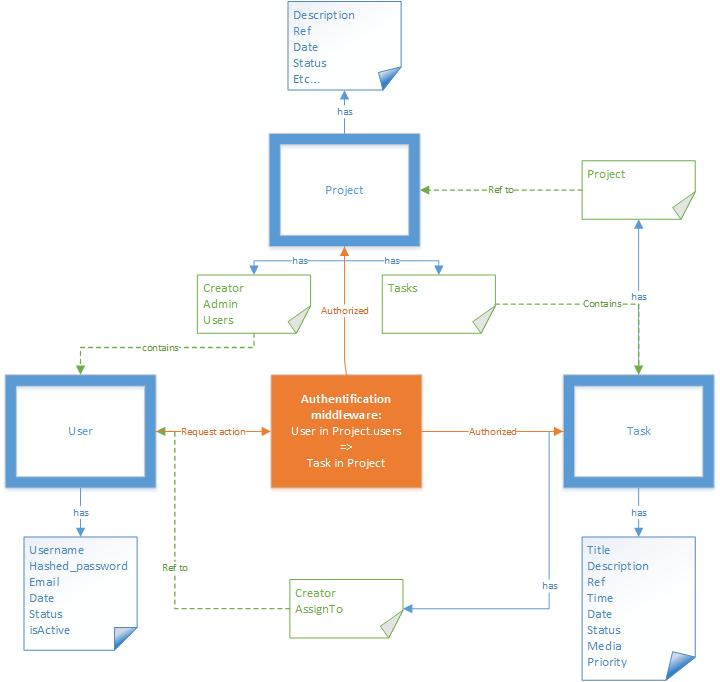 Description
Ref
Date
Status
Etc...
has
Project
Ref to
Project
has
has
Creator
Admin
Users
Authorized
Tasks
Contains
has
contains
User
Request action
Authentification
middleware:
User in Project.users
=>
Task in Project
Authorized
Task
has
has
Username
Hashed_password
Email
Date
Status
isActive
Ref to
Creator
AssignTo
has
Title
Description
Ref
Time
Date
Status
Media
Priority